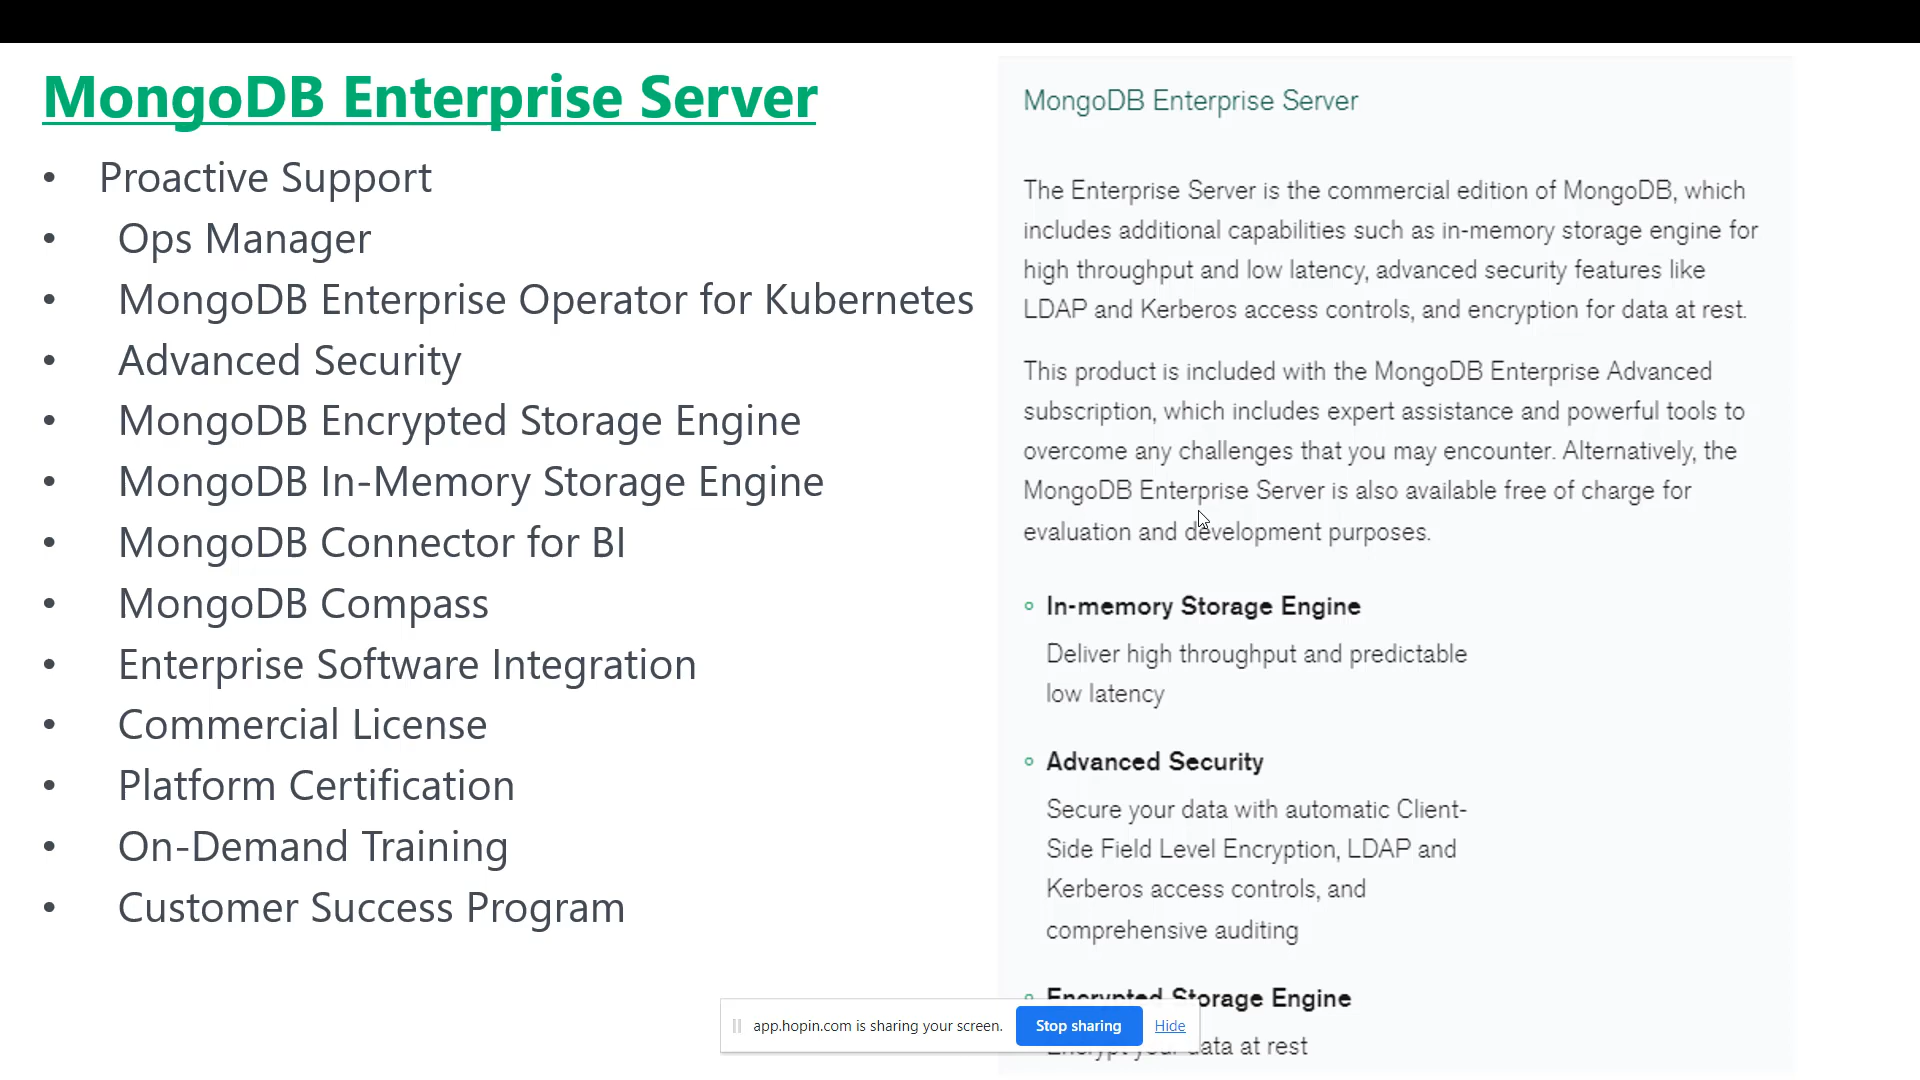 MongoDB Enterprise Server
• Proactive Support
• Ops Manager
• MongoDB Enterprise Operator for Kubernetes
• Advanced Security
• MongoDB Encrypted Storage Engine
• MongoDB In-Memory Storage Engine
• MongoDB Connector for BI
• MongoDB Compass
• Enterprise Software Integration
• Commercial License
• Platform Certification
• On-Demand Training
• Customer Success Program
MongoDB Enterprise Server
The Enterprise Server is the commercial edition of MongoDB, which
includes additional capabilities such as in-memory storage engine for
high throughput and low latency, advanced security features like
LDAP and Kerberos access controls, and encryption for data at rest.
This product is included with the MongoDB Enterprise Advanced
subscription, which includes expert assistance and powerful tools to
overcome any challenges that you may encounter. Alternatively, the
MongoDB Enterprise Server is also available free of charge for
evaluation and development purposes.
In-memory Storage Engine
Deliver high throughput and predictable
low latency
Advanced Security
Secure your data with automatic Client-
Side Field Level Encryption, LDAP and
Kerberos access controls, and
comprehensive auditing
Encrypted Storage Engine
Encrypt your data at rest
app.hopin.com is sharing your screen.
Stop sharing
Hide